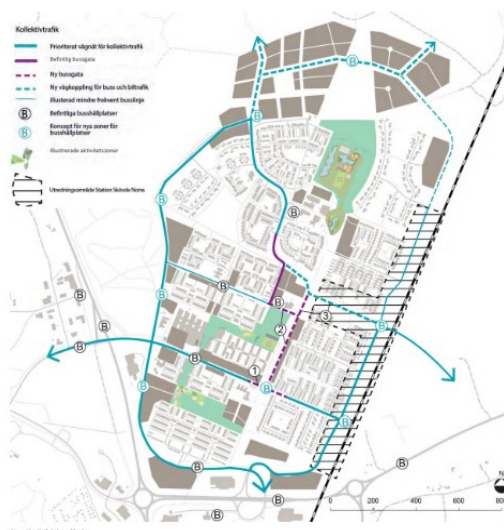 Kollektivtrafik
Prioriterat vägnät för kollektivtrafik
Befintlig bussgata
Ny bussgata
Ny vägkoppling för buss och biltrafik
Illustrerad mindre frekvent busslinje
B Befintliga busshållplatser
B Koncept för nya zoner för
busshållplatser
Illustrerade aktivitetszoner
Utredningsområde Station Skövde Norra
B
B
B
B
B
B
B
B
B
B
2
3
B
B
B
B
B
1
B
B
B
B
B
B
B
N
0 200 400 600